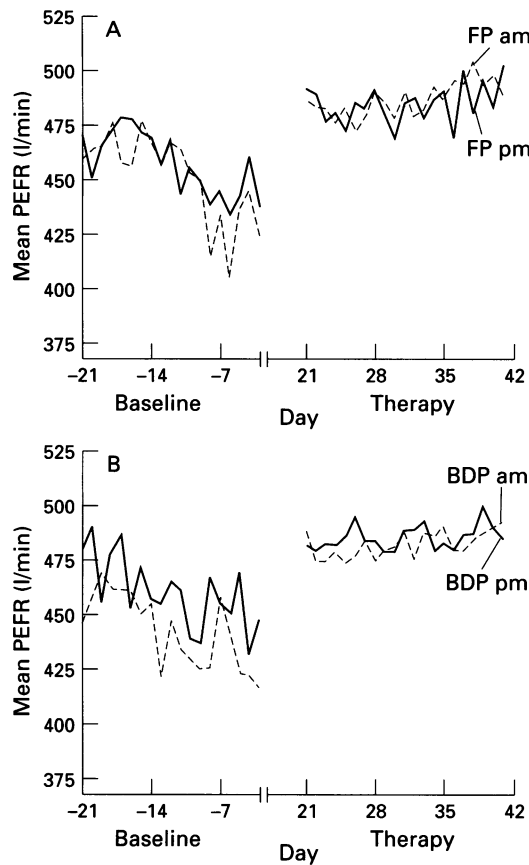 525
A
FP am
500
475
FP pm
450
425
400
375
Mean PEFR (l/min)
−21 −14 −7 21 28 35 42
Baseline Therapy
Day
525
B
BDP am
500
475
BDP pm
450
425
400
375
Mean PEFR (l/min)
−21 −14 −7 21 28 35 42
Baseline Therapy
Day